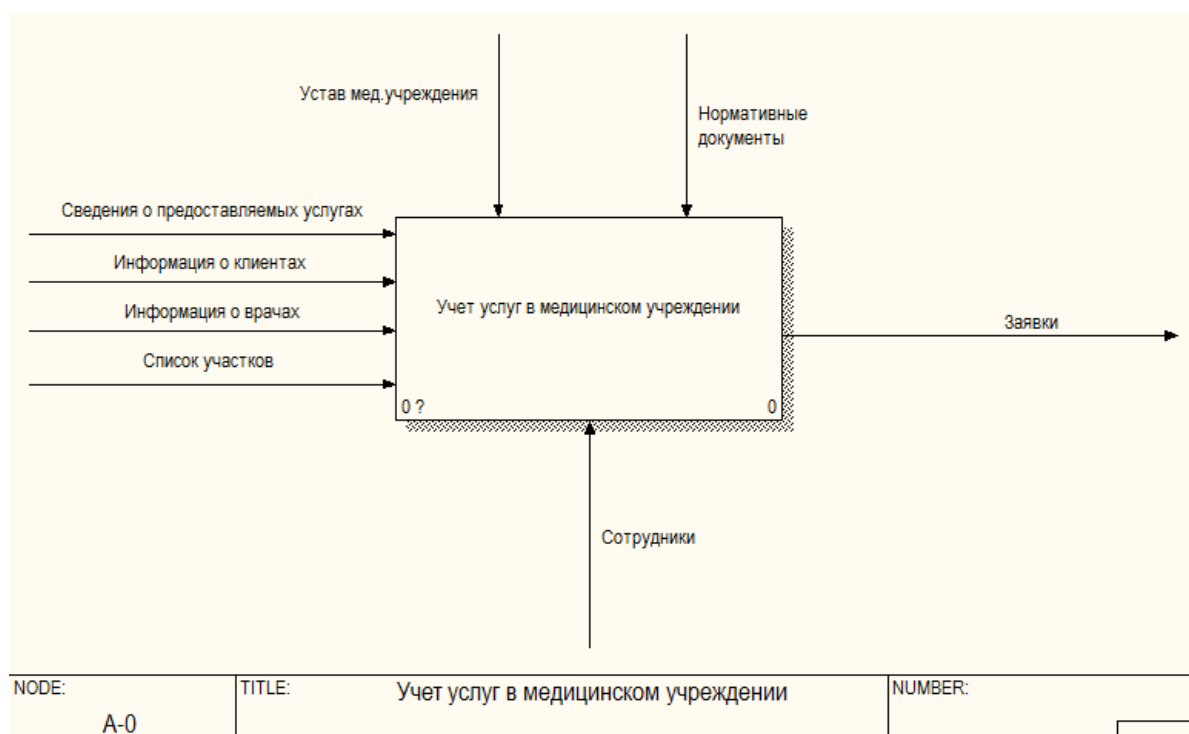 Устав мед.учреждения
Нормативные
документы
Сведения о предоставляемых услугах
Информация о клиентах
Информация о врачах
Список участков
Учет услуг в медицинском учреждении
0 ?
0
Заявки
Сотрудники
NODE:
A-0
TITLE:
Учет услуг в медицинском учреждении
NUMBER: